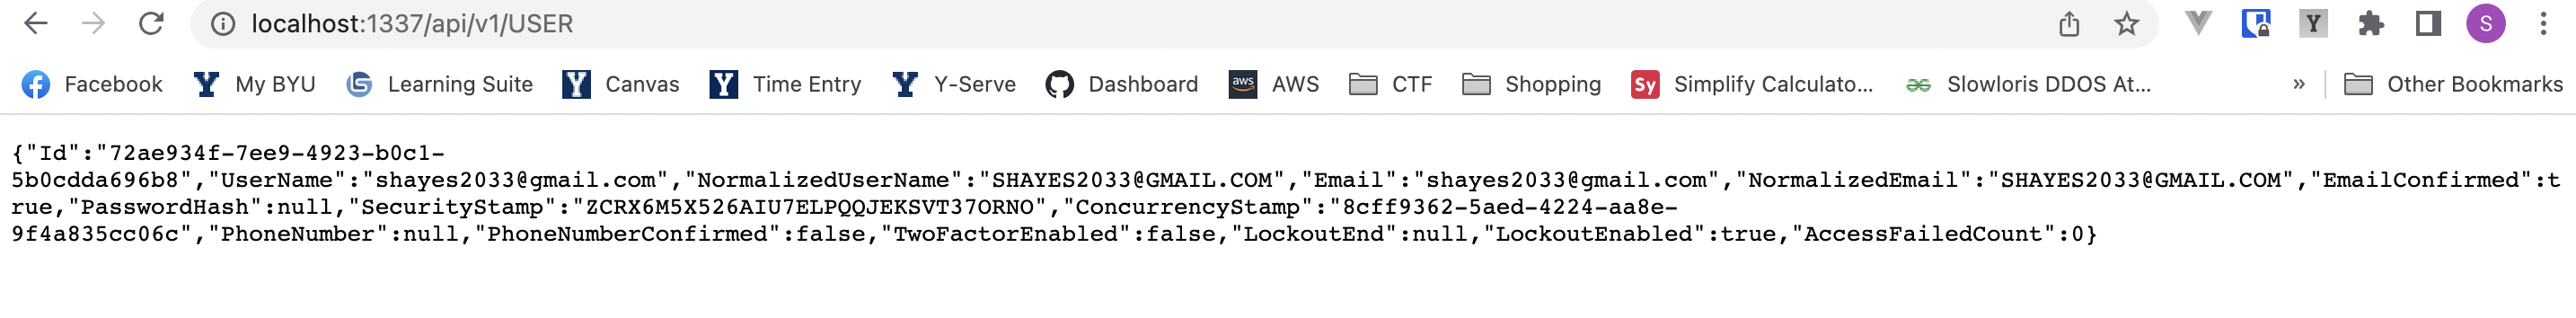 localhost:1337/api/v1/USER
S
Facebook My BYU Learning Suite Canvas Time Entry Y-Serve Dashboard aws AWS CTF Shopping Sy Simplify Calculato... Slowloris DDOS At... » Other Bookmarks
{"Id":"72ae934f-7ee9-4923-b0c1-
5b0cdda696b8","UserName":"shayes2033@gmail.com","NormalizedUserName":"SHAYES2033@GMAIL.COM","Email":"shayes2033@gmail.com","NormalizedEmail":"SHAYES2033@GMAIL.COM","EmailConfirmed":t
rue,"PasswordHash":null,"SecurityStamp":"ZCRX6M5X526AIU7ELPQQJEKSVT37ORNO","ConcurrencyStamp":"8cff9362-5aed-4224-aa8e-
9f4a835cc06c","PhoneNumber":null,"PhoneNumberConfirmed":false,"TwoFactorEnabled":false,"LockoutEnd":null,"LockoutEnabled":true,"AccessFailedCount":0}